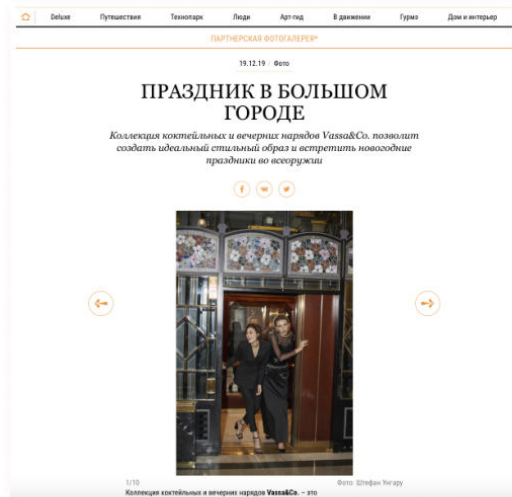 Deluxe Путешествия Технопарк Люди Арт-гид В движении Гурмэ Дом и интерьер
ПАРТНЕРСКАЯ ФОТОГАЛЕРЕЯ*
19.12.19 / Фото
ПРАЗДНИК В БОЛЬШОМ
ГОРОДЕ
Коллекция коктейльных и вечерних нарядов Vassa&Co. позволит
создать идеальный стильный образ и встретить новогодние
праздники во всеоружии
1/10 Фото: Штефан Унгару
Коллекция коктейльных и вечерних нарядов Vassa&Co. – это